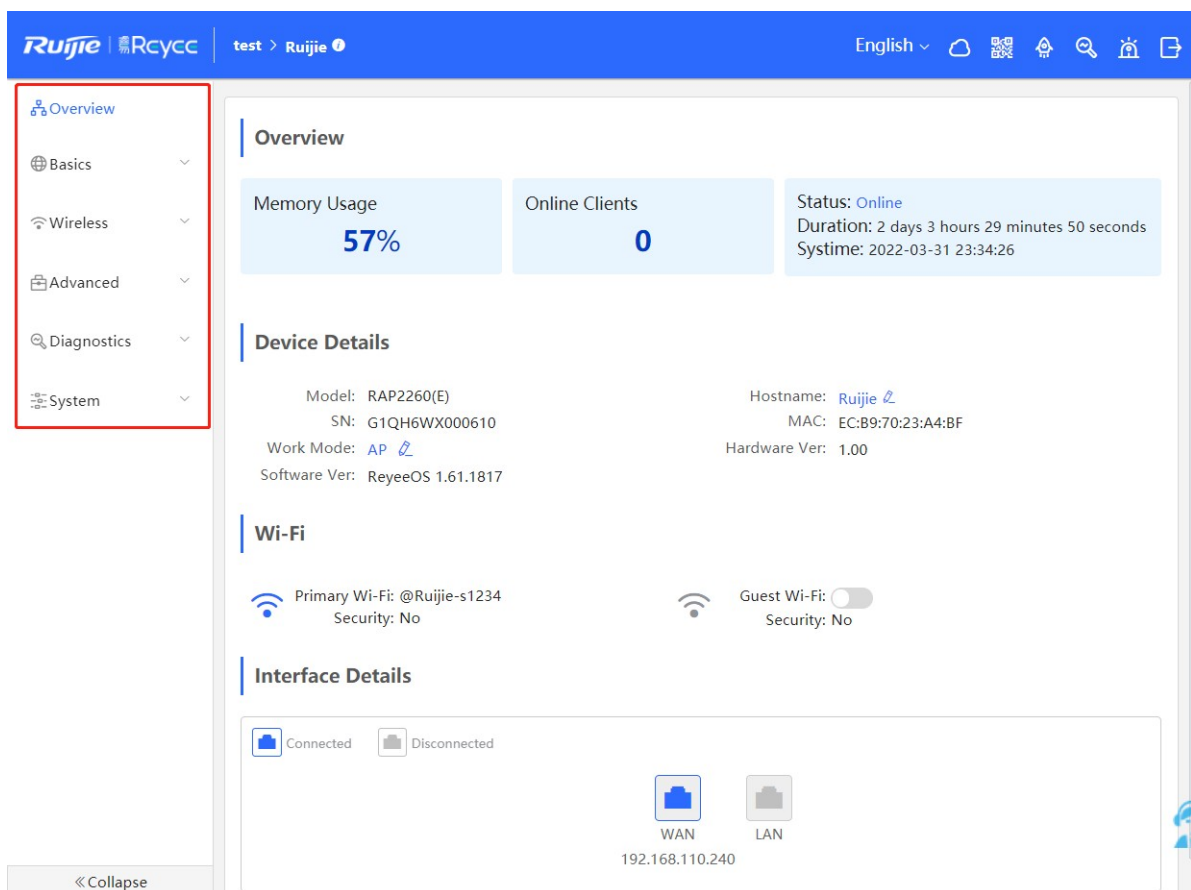 Ruijie Reyee test > Ruijie English
Overview
Basics
Wireless
Advanced
Diagnostics
System
«Collapse
Overview
Memory Usage
57%
Online Clients
0
Status: Online
Duration: 2 days 3 hours 29 minutes 50 seconds
Systime: 2022-03-31 23:34:26
Device Details
Model: RAP2260(E)
Hostname: Ruijie
SN: G1QH6WX000610
MAC: EC:B9:70:23:A4:BF
Work Mode: AP
Hardware Ver: 1.00
Software Ver: ReyeeOS 1.61.1817
Wi-Fi
Primary Wi-Fi: @Ruijie-s1234
Security: No
Guest Wi-Fi:
Security: No
Interface Details
Connected Disconnected
WAN LAN
192.168.110.240